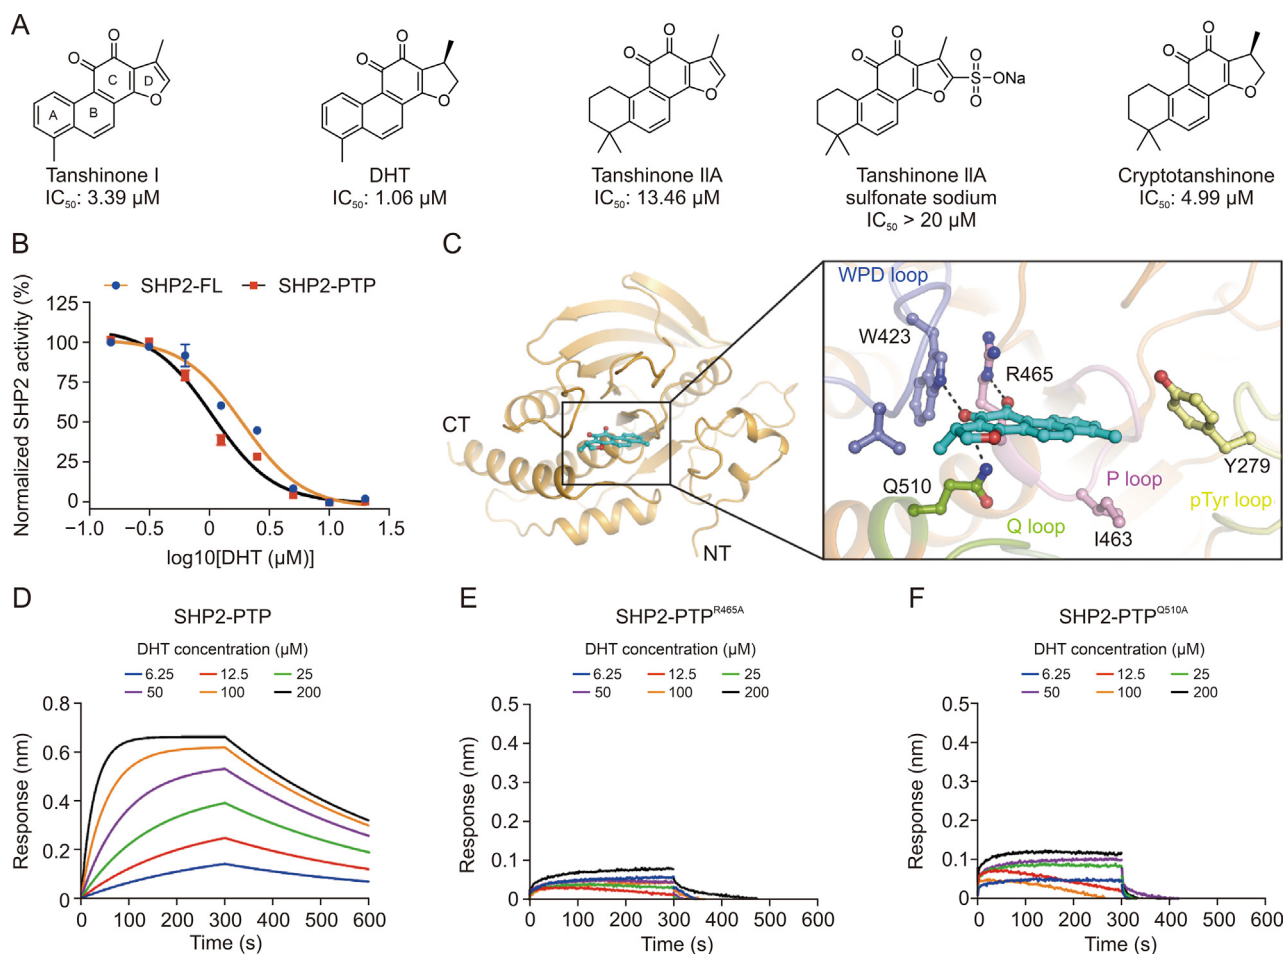 A
O
O
CH₃
C
D
O
A
B
Tanshinone I
IC₅₀: 3.39 µM
O
O
O
DHT
IC₅₀: 1.06 µM
O
O
O
Tanshinone IIA
IC₅₀: 13.46 µM
O
O
O
O
S
ONa
O
Tanshinone IIA
sulfonate sodium
IC₅₀ > 20 µM
O
O
O
Cryptotanshinone
IC₅₀: 4.99 µM
B
SHP2-FL
SHP2-PTP
Normalized SHP2 activity (%)
125
100
75
50
25
0
−1.0
−0.5
0
0.5
1.0
1.5
log10[DHT (µM)]
C
CT
NT
WPD loop
W423
R465
Q510
Q loop
P loop
I463
Y279
pTyr loop
D
SHP2-PTP
DHT concentration (µM)
6.25
12.5
25
50
100
200
Response (nm)
0.8
0.6
0.4
0.2
0
0
100
200
300
400
500
600
Time (s)
E
SHP2-PTPᴿ⁴⁶⁵ᴬ
DHT concentration (µM)
6.25
12.5
25
50
100
200
Response (nm)
0.5
0.4
0.3
0.2
0.1
0
0
100
200
300
400
500
600
Time (s)
F
SHP2-PTPQ510A
DHT concentration (µM)
6.25
12.5
25
50
100
200
Response (nm)
0.5
0.4
0.3
0.2
0.1
0
0
100
200
300
400
500
600
Time (s)